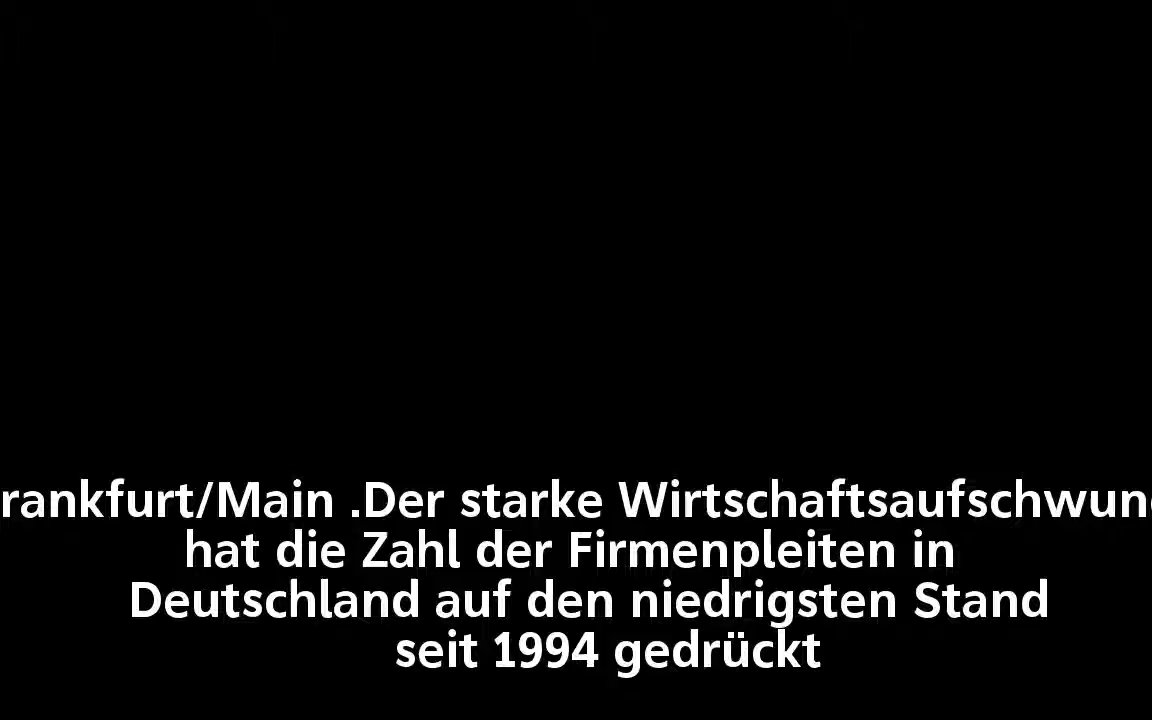 rankfurt/Main .Der starke Wirtschaftsaufschwun
hat die Zahl der Firmenpleiten in
Deutschland auf den niedrigsten Stand
seit 1994 gedrückt